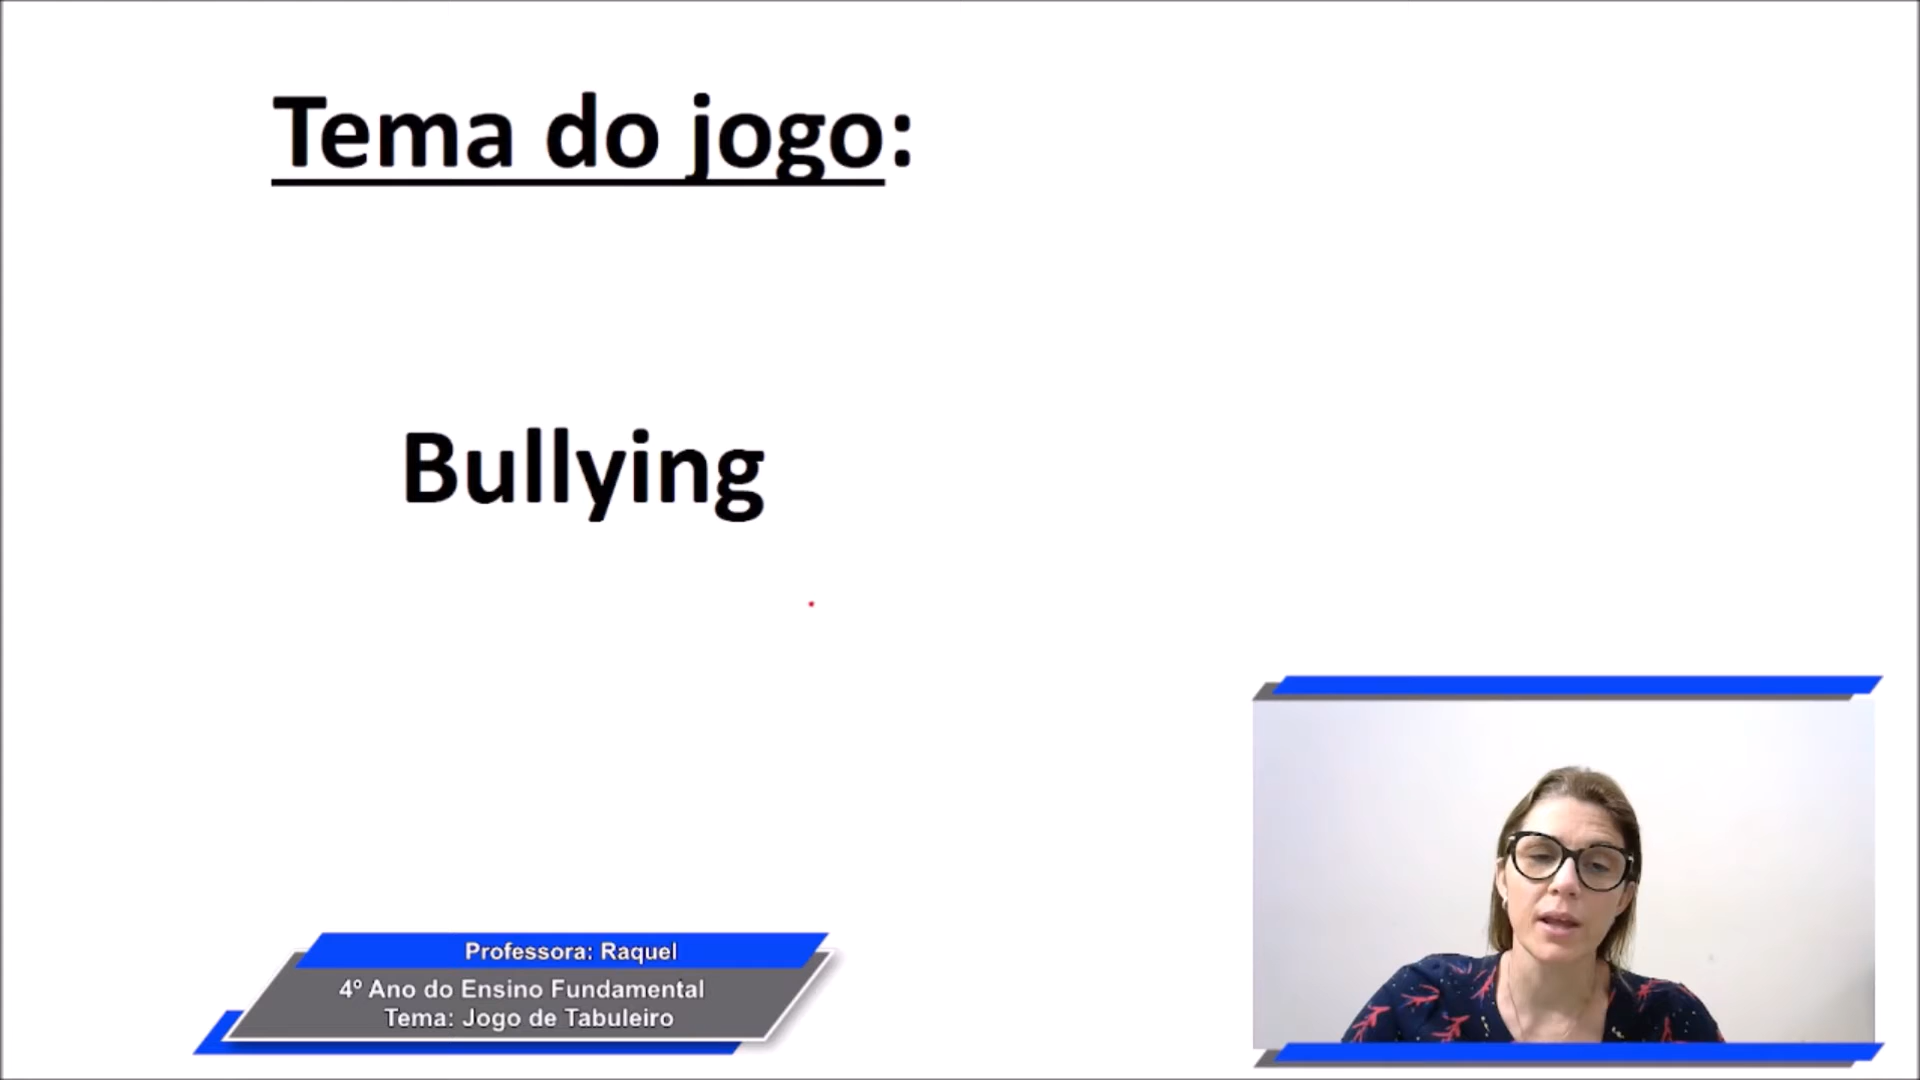 Tema do jogo:
Bullying
Professora: Raquel
4º Ano do Ensino Fundamental
Tema: Jogo de Tabuleiro